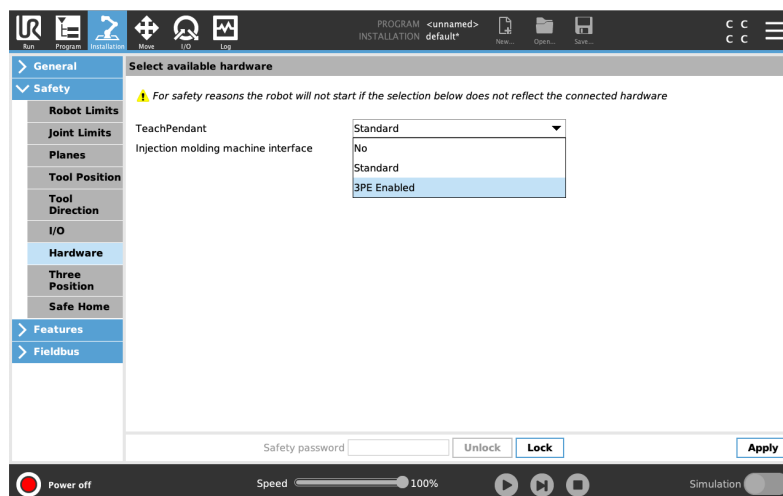 UR
Run
Program
Installation
Move
I/O
Log
PROGRAM <unnamed>
INSTALLATION default*
New...
Open...
Save...
C C
C C
General
Safety
Robot Limits
Joint Limits
Planes
Tool Position
Tool
Direction
I/O
Hardware
Three
Position
Safe Home
Features
Fieldbus
Select available hardware
For safety reasons the robot will not start if the selection below does not reflect the connected hardware
TeachPendant Standard
Injection molding machine interface No
Standard
3PE Enabled
Safety password Unlock Lock Apply
Power off Speed 100% Simulation